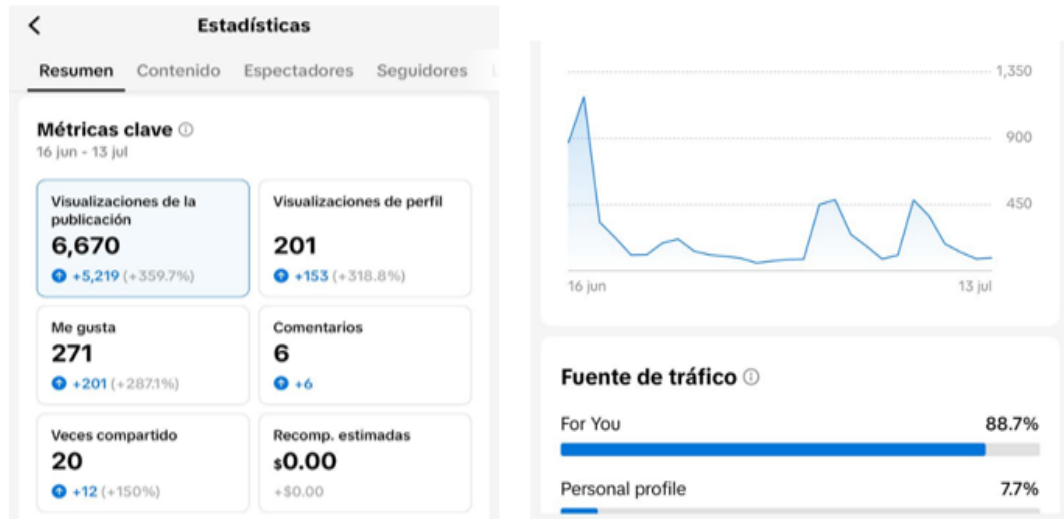 Estadísticas
Resumen Contenido Espectadores Seguidores
Métricas clave
16 jun - 13 jul
Visualizaciones de la
publicación
6,670
+5,219 (+359.7%)
Visualizaciones de perfil
201
+153 (+318.8%)
Me gusta
271
+201 (+287.1%)
Comentarios
6
+6
Veces compartido
20
+12 (+150%)
Recomp. estimadas
$0.00
+$0.00
1,350
900
450
16 jun 13 jul
Fuente de tráfico
For You 88.7%
Personal profile 7.7%